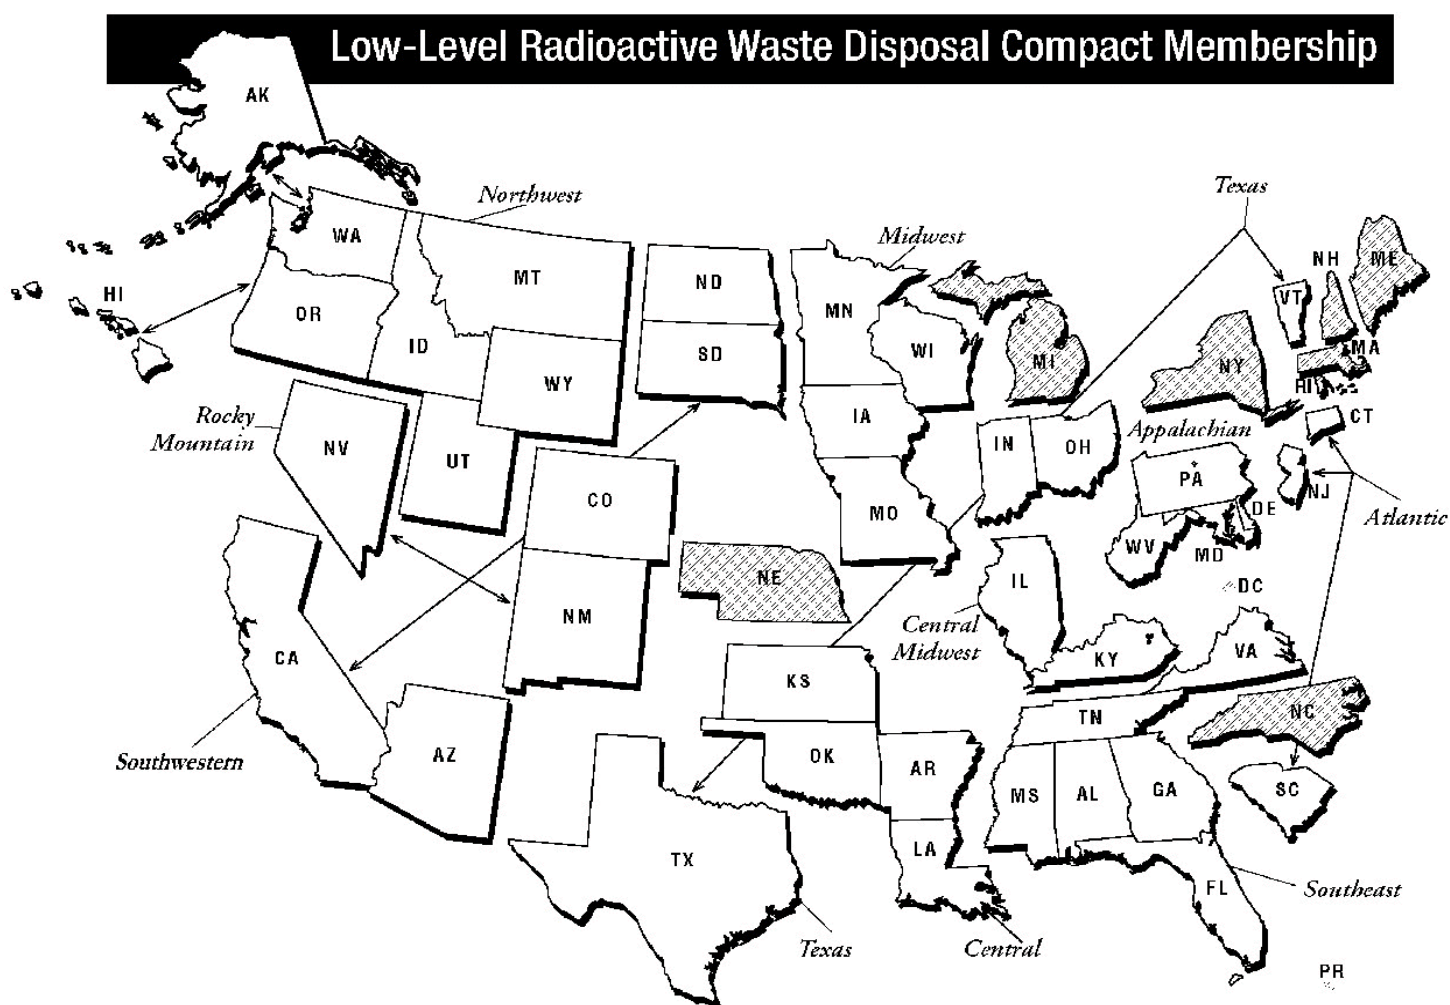 Low-Level Radioactive Waste Disposal Compact Membership
AK
Northwest
Texas
WA
Midwest
MT
NH
ME
HI
ND
VT
OR
MN
ID
SD
WI
MI
NY
MA
WY
Rocky
Mountain
IA
CT
NV
UT
IN
OH
Appalachian
CO
PA
NJ
MO
DE
Atlantic
WV
MD
NE
IL
DC
NM
Central
Midwest
CA
KY
VA
KS
TN
NC
Southwestern
AZ
OK
AR
MS
AL
GA
SC
TX
LA
FL
Southeast
Texas
Central
PR